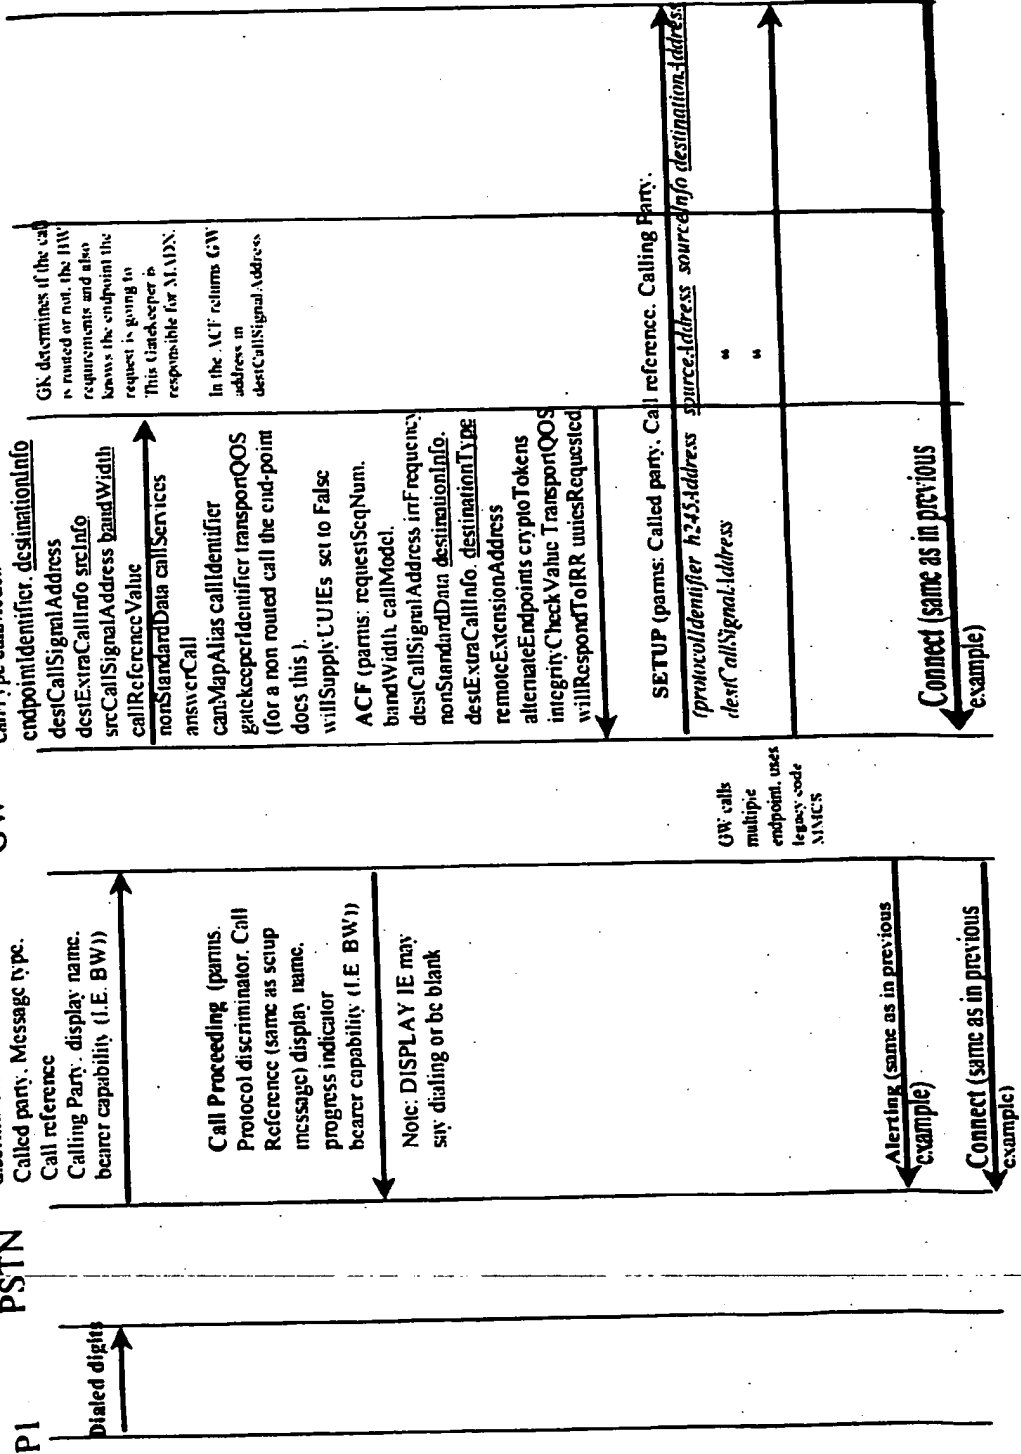 P1
PSTN
GW
Dialed digits
Called party. Message type.
Call reference
Calling Party. display name.
bearer capability (I.E. BW))
Call Proceeding (parms.
Protocol discriminator. Call
Reference (same as setup
message) display name.
progress indicator
bearer capability (I.E. BW))
Note: DISPLAY IE may
say dialing or be blank
Alerting (same as in previous
example)
Connect (same as in previous
example)
endpointIdentifier. destinationInfo
destCallSignalAddress
destExtraCallInfo srcInfo
srcCallSignalAddress bandWidth
callReferenceValue
nonStandardData callServices
answerCall
canMapAlias callIdentifier
gatekeeperIdentifier transportQOS
(for a non routed call the end-point
does this ).
willSupplyCUIEs set to False
ACF (parms: requestSeqNum.
bandWidth. callModel.
destCallSignalAddress irrFrequency
nonStandardData destinationInfo.
destExtraCallInfo. destinationType
remoteExtensionAddress
alternateEndpoints cryptoTokens
integrityCheckValue TransportQOS
willRespondToIRR uuiesRequested
GK determines if the call
is routed or not. the BW
requirements and also
knows the endpoint the
request is going to
This Gatekeeper is
responsible for MADN.
In the ACF returns GW
address in
destCallSignalAddress
SETUP (parms: Called party. Call reference. Calling Party.
(protocolIdentifier h245Address sourceAddress sourceInfo destinationAddress
destCallSignalAddress
GW calls
multiple
endpoint. uses
legacy code
MMCS
“
“
Connect (same as in previous
example)